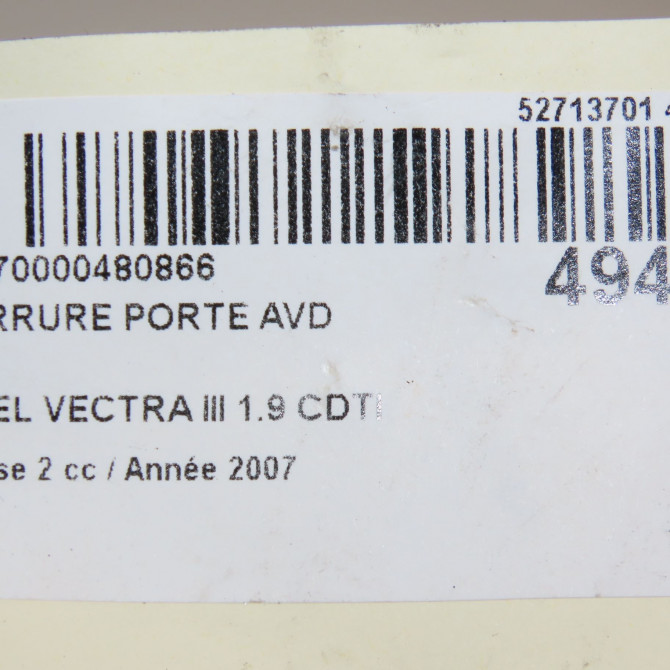 52713701 4
70000480866
494
RRURE PORTE AVD
EL VECTRA III 1.9 CDTI
se 2 cc / Année 2007